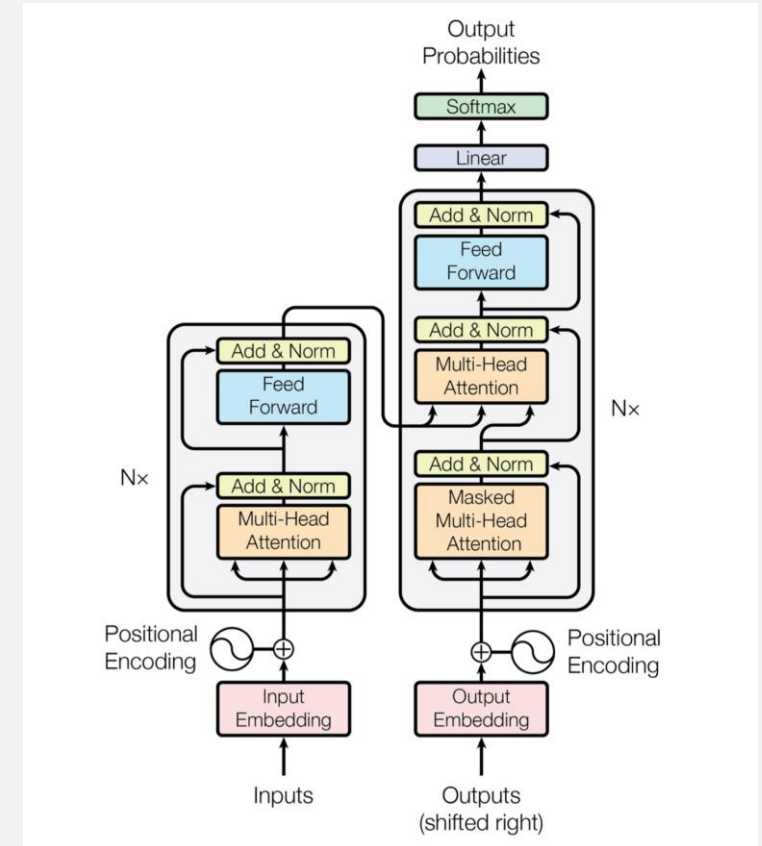 Output
Probabilities
Softmax
Linear
Add & Norm
Feed
Forward
Add & Norm
Multi-Head
Attention
Add & Norm
Masked
Multi-Head
Attention
Nx
Positional
Encoding
Output
Embedding
Outputs
(shifted right)
Add & Norm
Feed
Forward
Add & Norm
Multi-Head
Attention
Nx
Positional
Encoding
Input
Embedding
Inputs